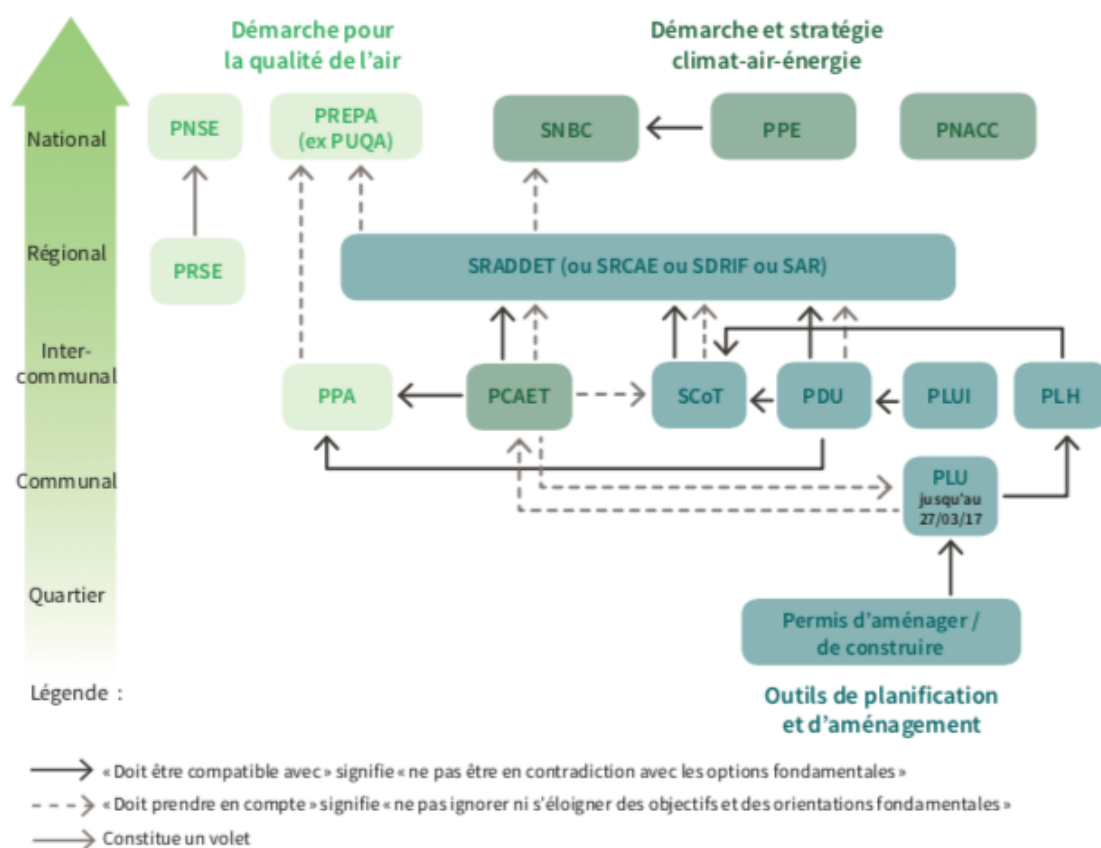 Démarche pour
la qualité de l'air
Démarche et stratégie
climat-air-énergie
National
PNSE
PREPA
(ex PUQA)
SNBC
PPE
PNACC
Régional
PRSE
SRADDET (ou SRCAE ou SDRIF ou SAR)
Inter-
communal
PPA
PCAET
SCoT
PDU
PLUI
PLH
Communal
PLU
jusqu'au
27/03/17
Quartier
Permis d'aménager /
de construire
Légende :
Outils de planification
et d'aménagement
« Doit être compatible avec » signifie « ne pas être en contradiction avec les options fondamentales »
« Doit prendre en compte » signifie « ne pas ignorer ni s'éloigner des objectifs et des orientations fondamentales »
Constitue un volet